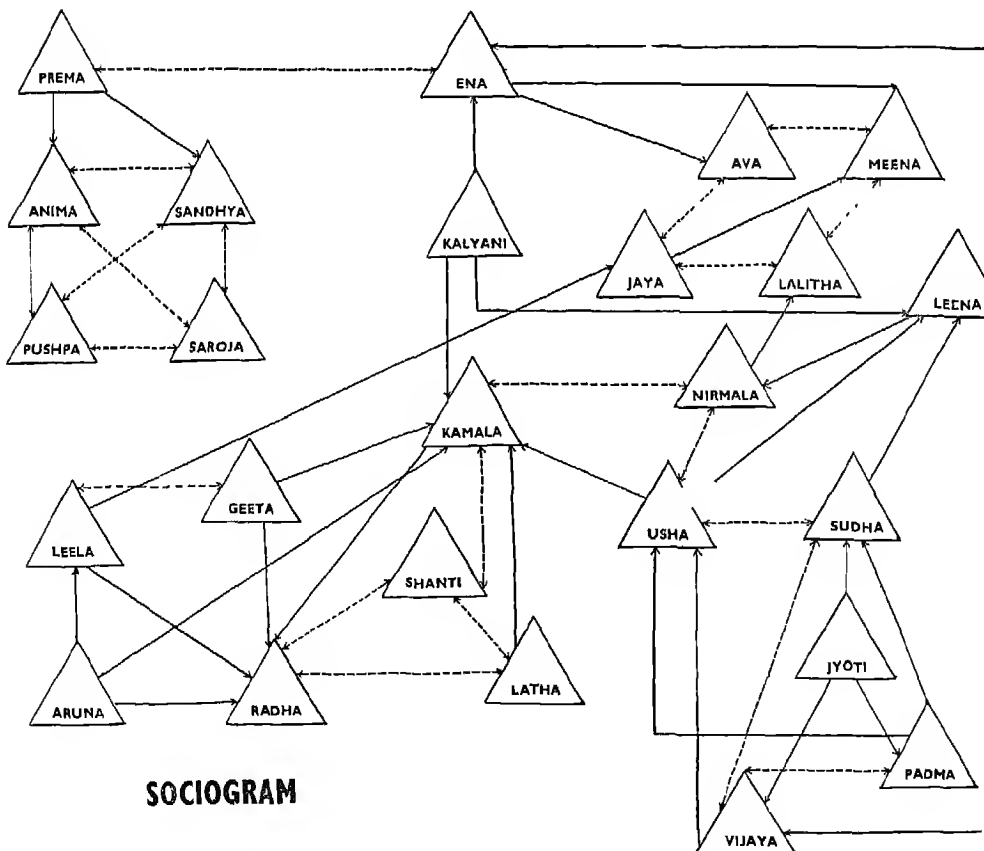 PREMA
ENA
AVA
MEENA
ANIMA
SANDHYA
KALYANI
JAYA
LALITHA
LEENA
PUSHPA
SAROJA
NIRMALA
KAMALA
GEETA
LEELA
USHA
SUDHA
SHANTI
JYOTI
ARUNA
RADHA
LATHA
PADMA
SOCIOGRAM
VIJAYA